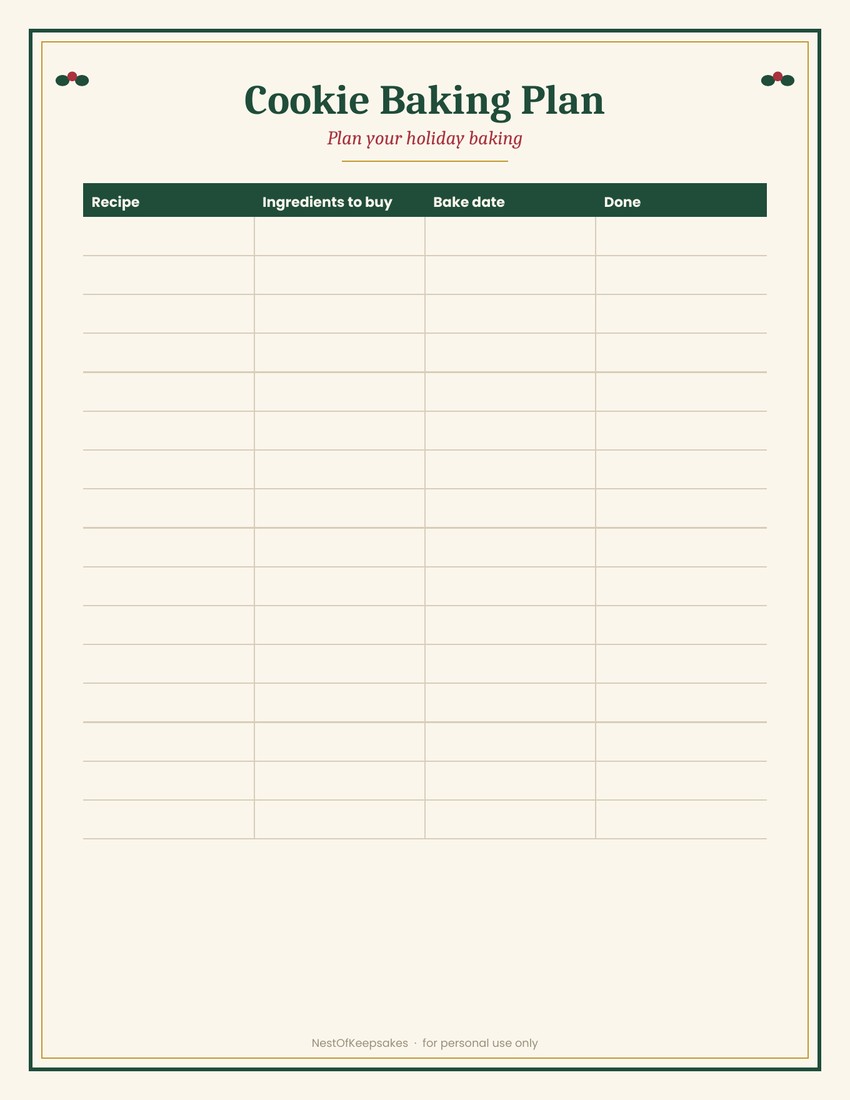 Cookie Baking Plan
Plan your holiday baking
Recipe Ingredients to buy Bake date Done
NestOfKeepsakes · for personal use only